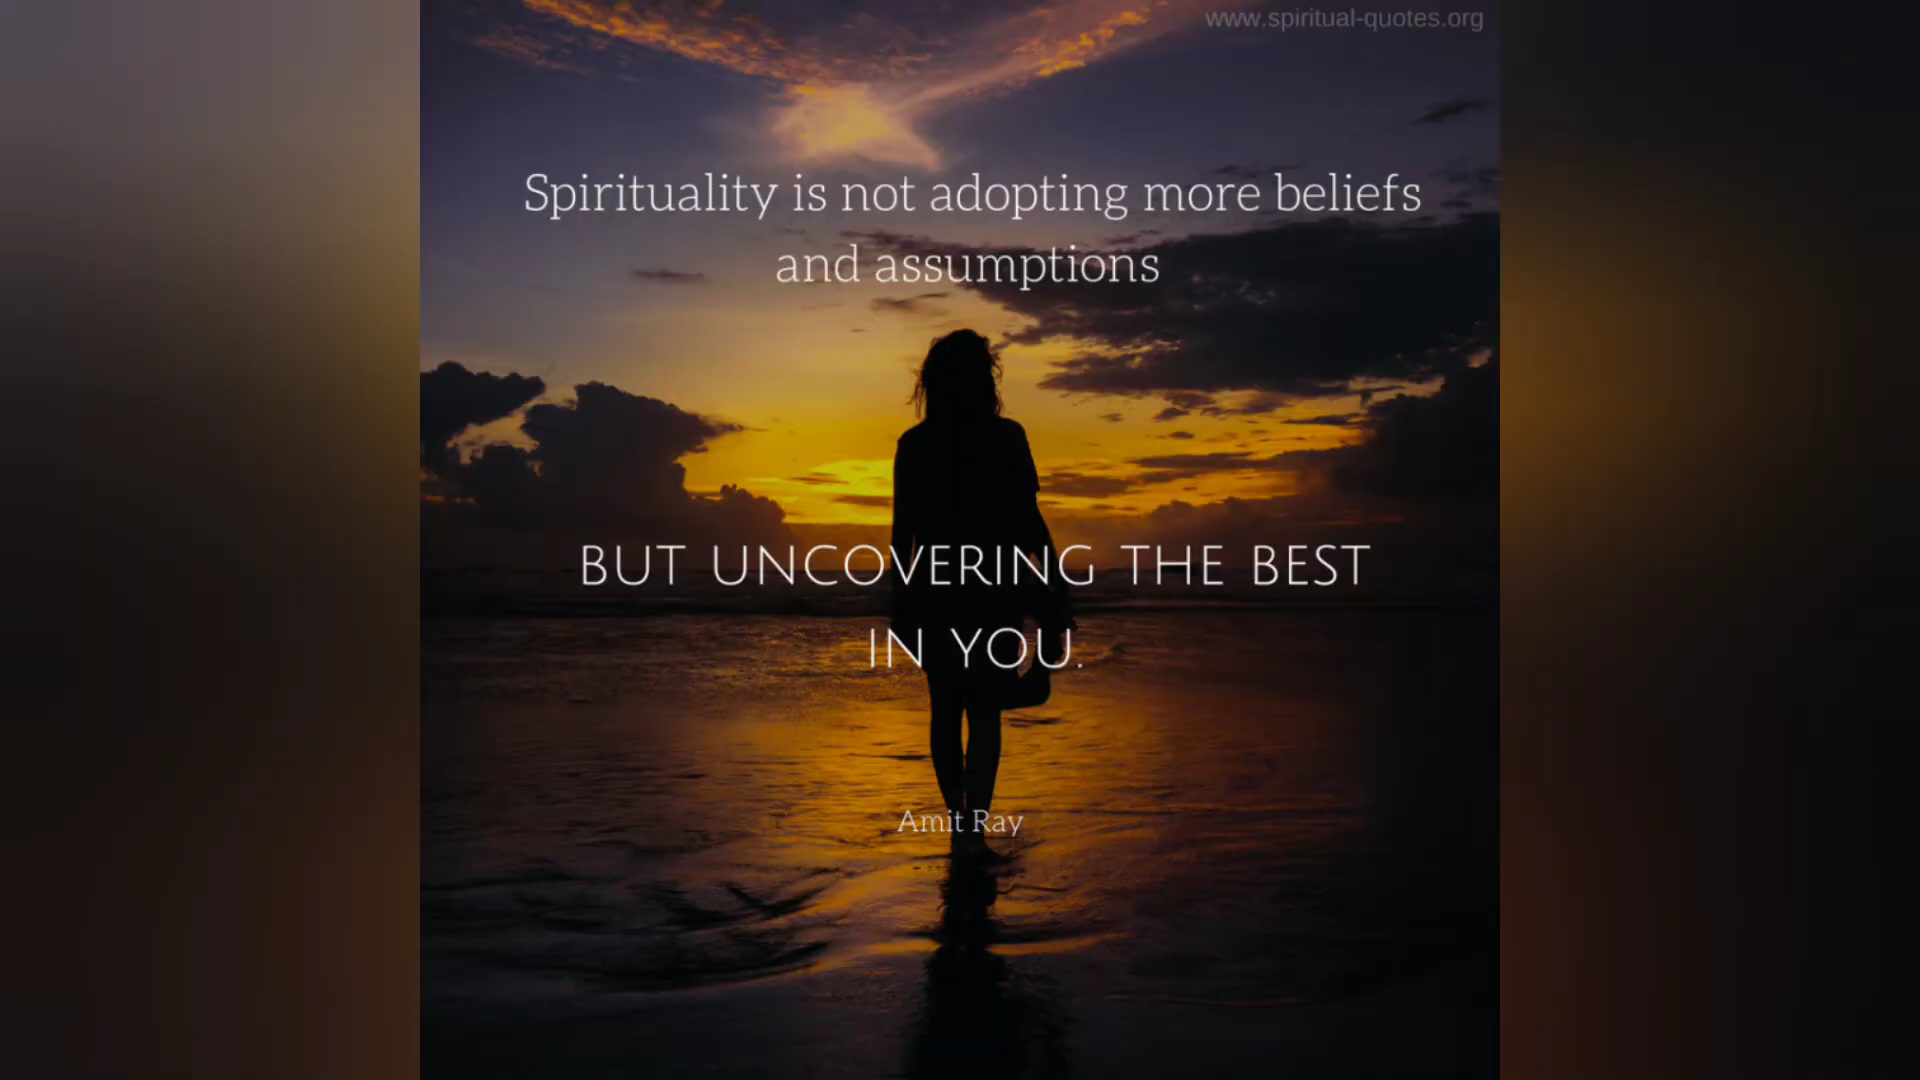 www.spiritual-quotes.org
Spirituality is not adopting more beliefs
and assumptions
BUT UNCOVERING THE BEST
IN YOU.
Amit Ray